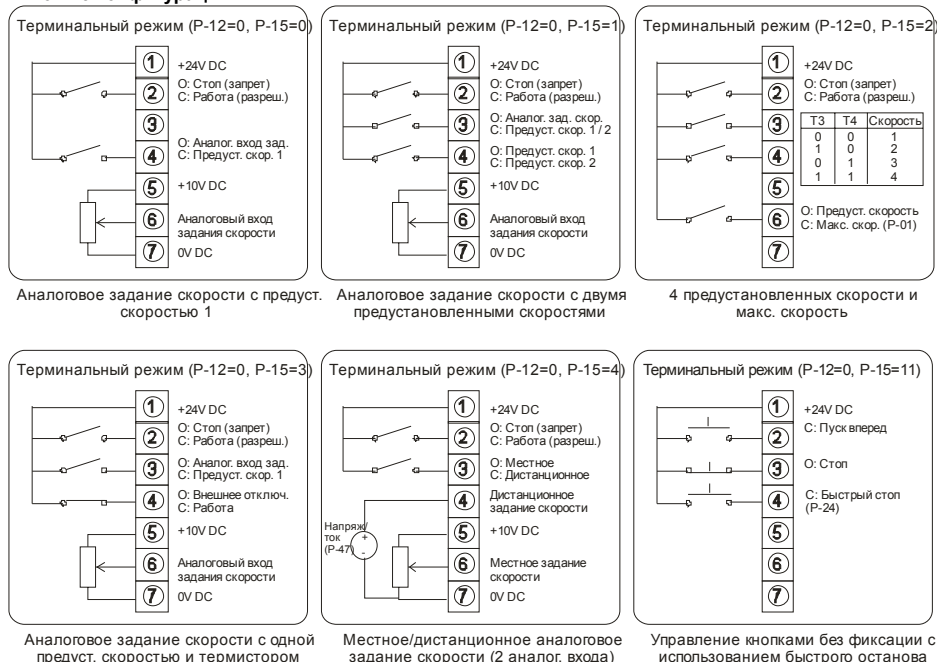 Терминальный режим (P-12=0, P-15=0)
1
+24V DC
2
О: Стоп (запрет)
С: Работа (разреш.)
3
4
О: Аналог. вход зад.
С: Предуст. скор. 1
5
+10V DC
6
Аналоговый вход
задания скорости
7
0V DC
Аналоговое задание скорости с предуст.
скоростью 1
Терминальный режим (P-12=0, P-15=1)
1
+24V DC
2
О: Стоп (запрет)
С: Работа (разреш.)
3
О: Аналог. зад. скор.
С: Предуст. скор. 1 / 2
4
О: Предуст. скор. 1
С: Предуст. скор. 2
5
+10V DC
6
Аналоговый вход
задания скорости
7
0V DC
Аналоговое задание скорости с двумя
предустановленными скоростями
Терминальный режим (P-12=0, P-15=2)
1
+24V DC
2
О: Стоп (запрет)
С: Работа (разреш.)
3
4
T3 T4 Скорость
0 0 1
1 0 2
0 1 3
1 1 4
5
6
О: Предуст. скорость
С: Макс. скор. (P-01)
7
4 предустановленных скорости и
макс. скорость
Терминальный режим (P-12=0, P-15=3)
1
+24V DC
2
О: Стоп (запрет)
С: Работа (разреш.)
3
О: Аналог. вход зад.
С: Предуст. скор. 1
4
О: Внешнее отключ.
С: Работа
5
+10V DC
6
Аналоговый вход
задания скорости
7
0V DC
Аналоговое задание скорости с одной
предуст. скоростью и термистором
Терминальный режим (P-12=0, P-15=4)
1
+24V DC
2
О: Стоп (запрет)
С: Работа (разреш.)
3
О: Местное
С: Дистанционное
4
Дистанционное
задание скорости
Напряж/
ток
(P-47)
+
-
5
+10V DC
6
Местное задание
скорости
7
0V DC
Местное/дистанционное аналоговое
задание скорости (2 аналог. входа)
Терминальный режим (P-12=0, P-15=11)
1
+24V DC
2
С: Пуск вперед
3
О: Стоп
4
С: Быстрый стоп
(P-24)
5
6
7
Управление кнопками без фиксации с
использованием быстрого останова